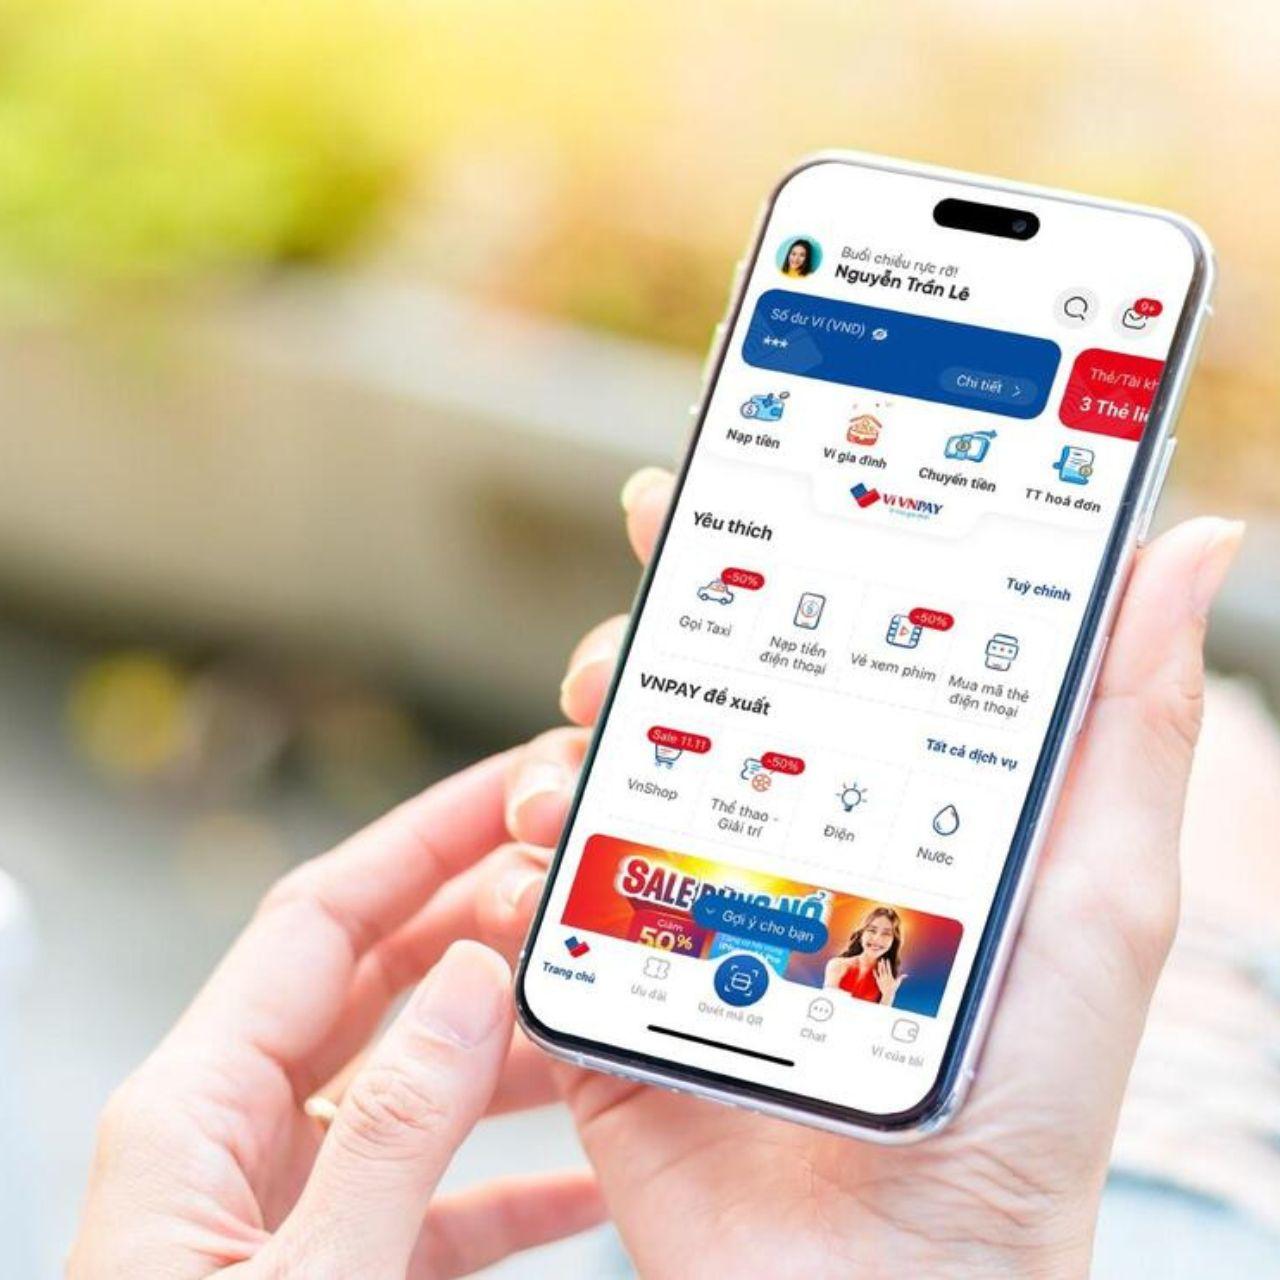 Buổi chiều rực rỡ!
Nguyễn Trần Lê
9+
Số dư Ví (VND)
***
Chi tiết >
Thẻ/Tài kh
3 Thẻ liê
Nạp tiền
Ví gia đình
Chuyển tiền
TT hoá đơn
Ví VNPAY
Yêu thích
Tuỳ chỉnh
-50%
-50%
Gọi Taxi
Nạp tiền
điện thoại
Vé xem phim
Mua mã thẻ
điện thoại
VNPAY đề xuất
Tất cả dịch vụ
Sale 11.11
-50%
VnShop
Thể thao -
Giải trí
Điện
Nước
SALE BÙNG NỔ
Gợi ý cho bạn
GIẢM
50%
Trang chủ
Ưu đãi
Quét mã QR
Chat
Ví của tôi